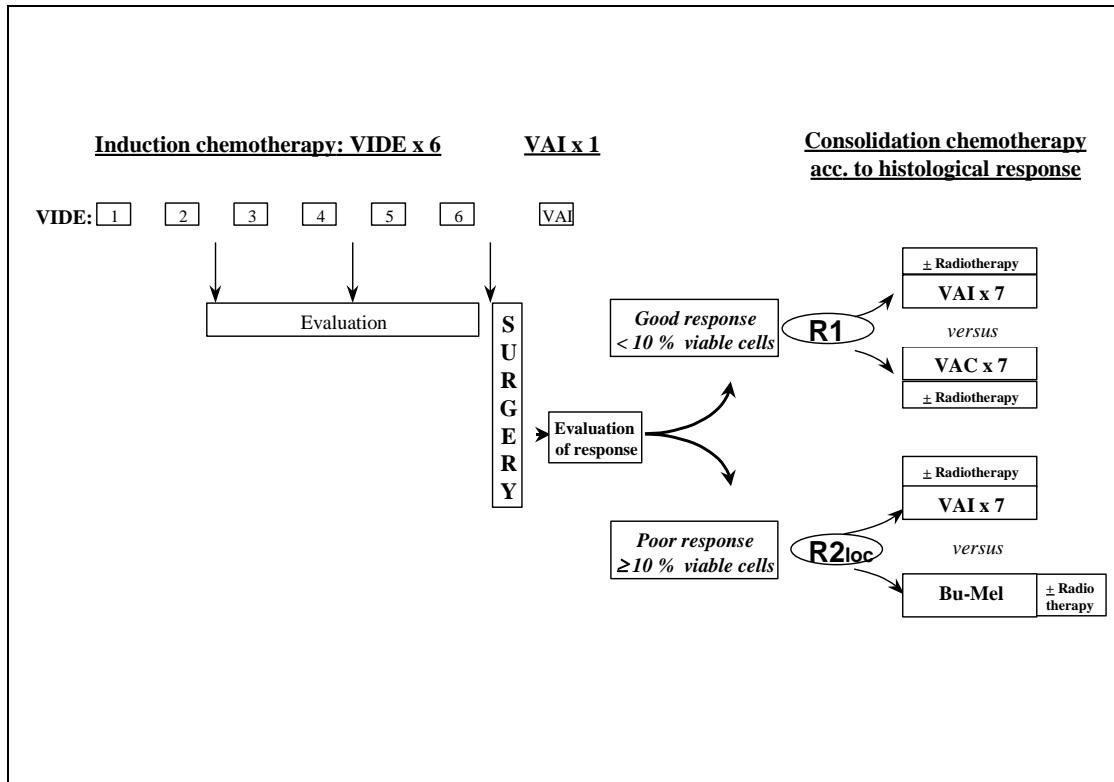 Induction chemotherapy: VIDE x 6
VAI x 1
Consolidation chemotherapy
acc. to histological response
VIDE:
1
2
3
4
5
6
VAI
Evaluation
S
U
R
G
E
R
Y
Evaluation
of response
Good response
< 10 % viable cells
R1
± Radiotherapy
VAI x 7
versus
VAC x 7
± Radiotherapy
Poor response
≥10 % viable cells
R2loc
± Radiotherapy
VAI x 7
versus
Bu-Mel
± Radio
therapy